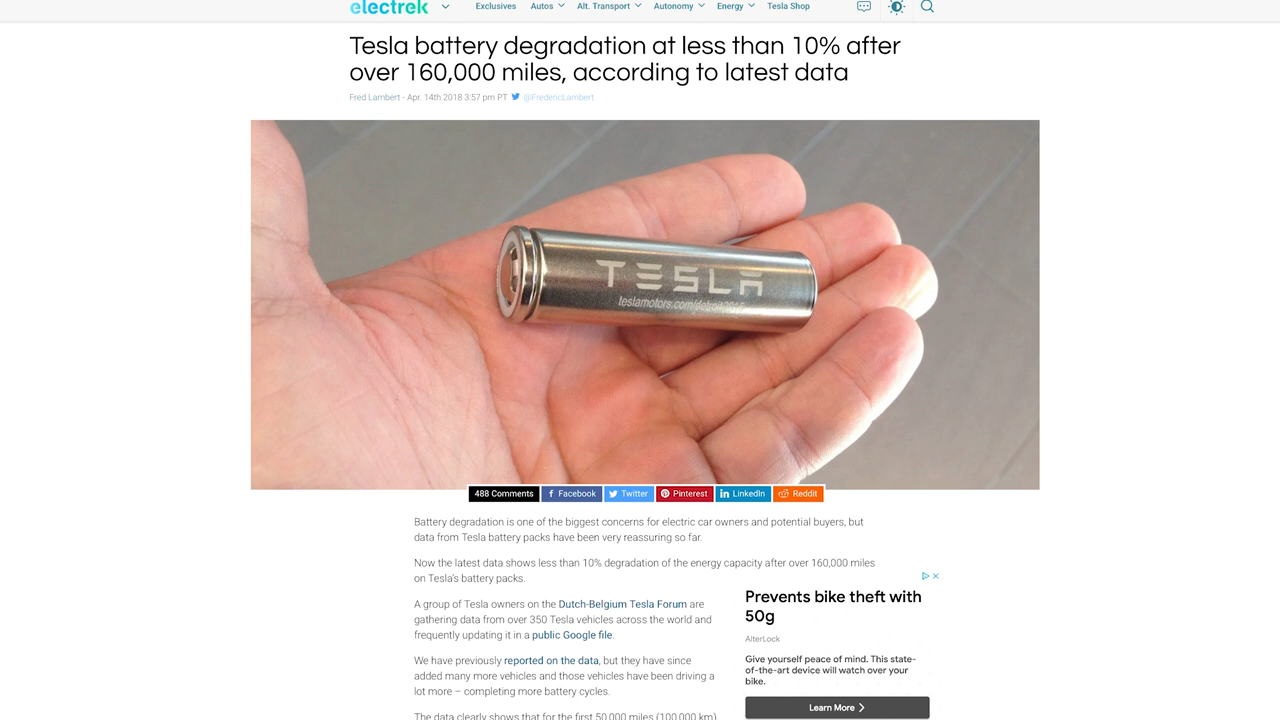 electrek
Exclusives Autos Alt. Transport Autonomy Energy Tesla Shop
Tesla battery degradation at less than 10% after
over 160,000 miles, according to latest data
Fred Lambert - Apr. 14th 2018 3:57 pm PT @FredericLambert
TESLA
teslamotors.com/detroit2015
488 Comments Facebook Twitter Pinterest LinkedIn Reddit
Battery degradation is one of the biggest concerns for electric car owners and potential buyers, but
data from Tesla battery packs have been very reassuring so far.
Now the latest data shows less than 10% degradation of the energy capacity after over 160,000 miles
on Tesla's battery packs.
A group of Tesla owners on the Dutch-Belgium Tesla Forum are
gathering data from over 350 Tesla vehicles across the world and
frequently updating it in a public Google file.
We have previously reported on the data, but they have since
added many more vehicles and those vehicles have been driving a
lot more – completing more battery cycles.
The data clearly shows that for the first 50,000 miles (100,000 km)
Prevents bike theft with
50g
AlterLock
Give yourself peace of mind. This state-
of-the-art device will watch over your
bike.
Learn More